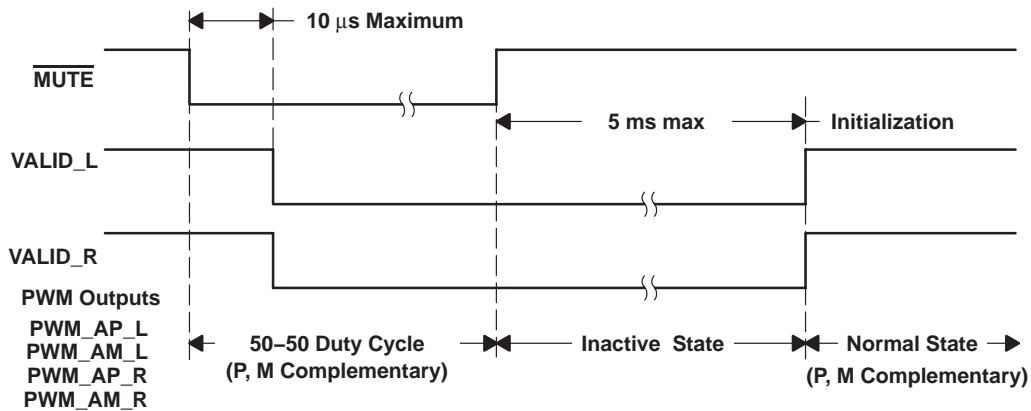 10 μs Maximum
MUTE
5 ms max
Initialization
VALID_L
VALID_R
PWM Outputs
PWM_AP_L
PWM_AM_L
PWM_AP_R
PWM_AM_R
50–50 Duty Cycle
(P, M Complementary)
Inactive State
Normal State
(P, M Complementary)